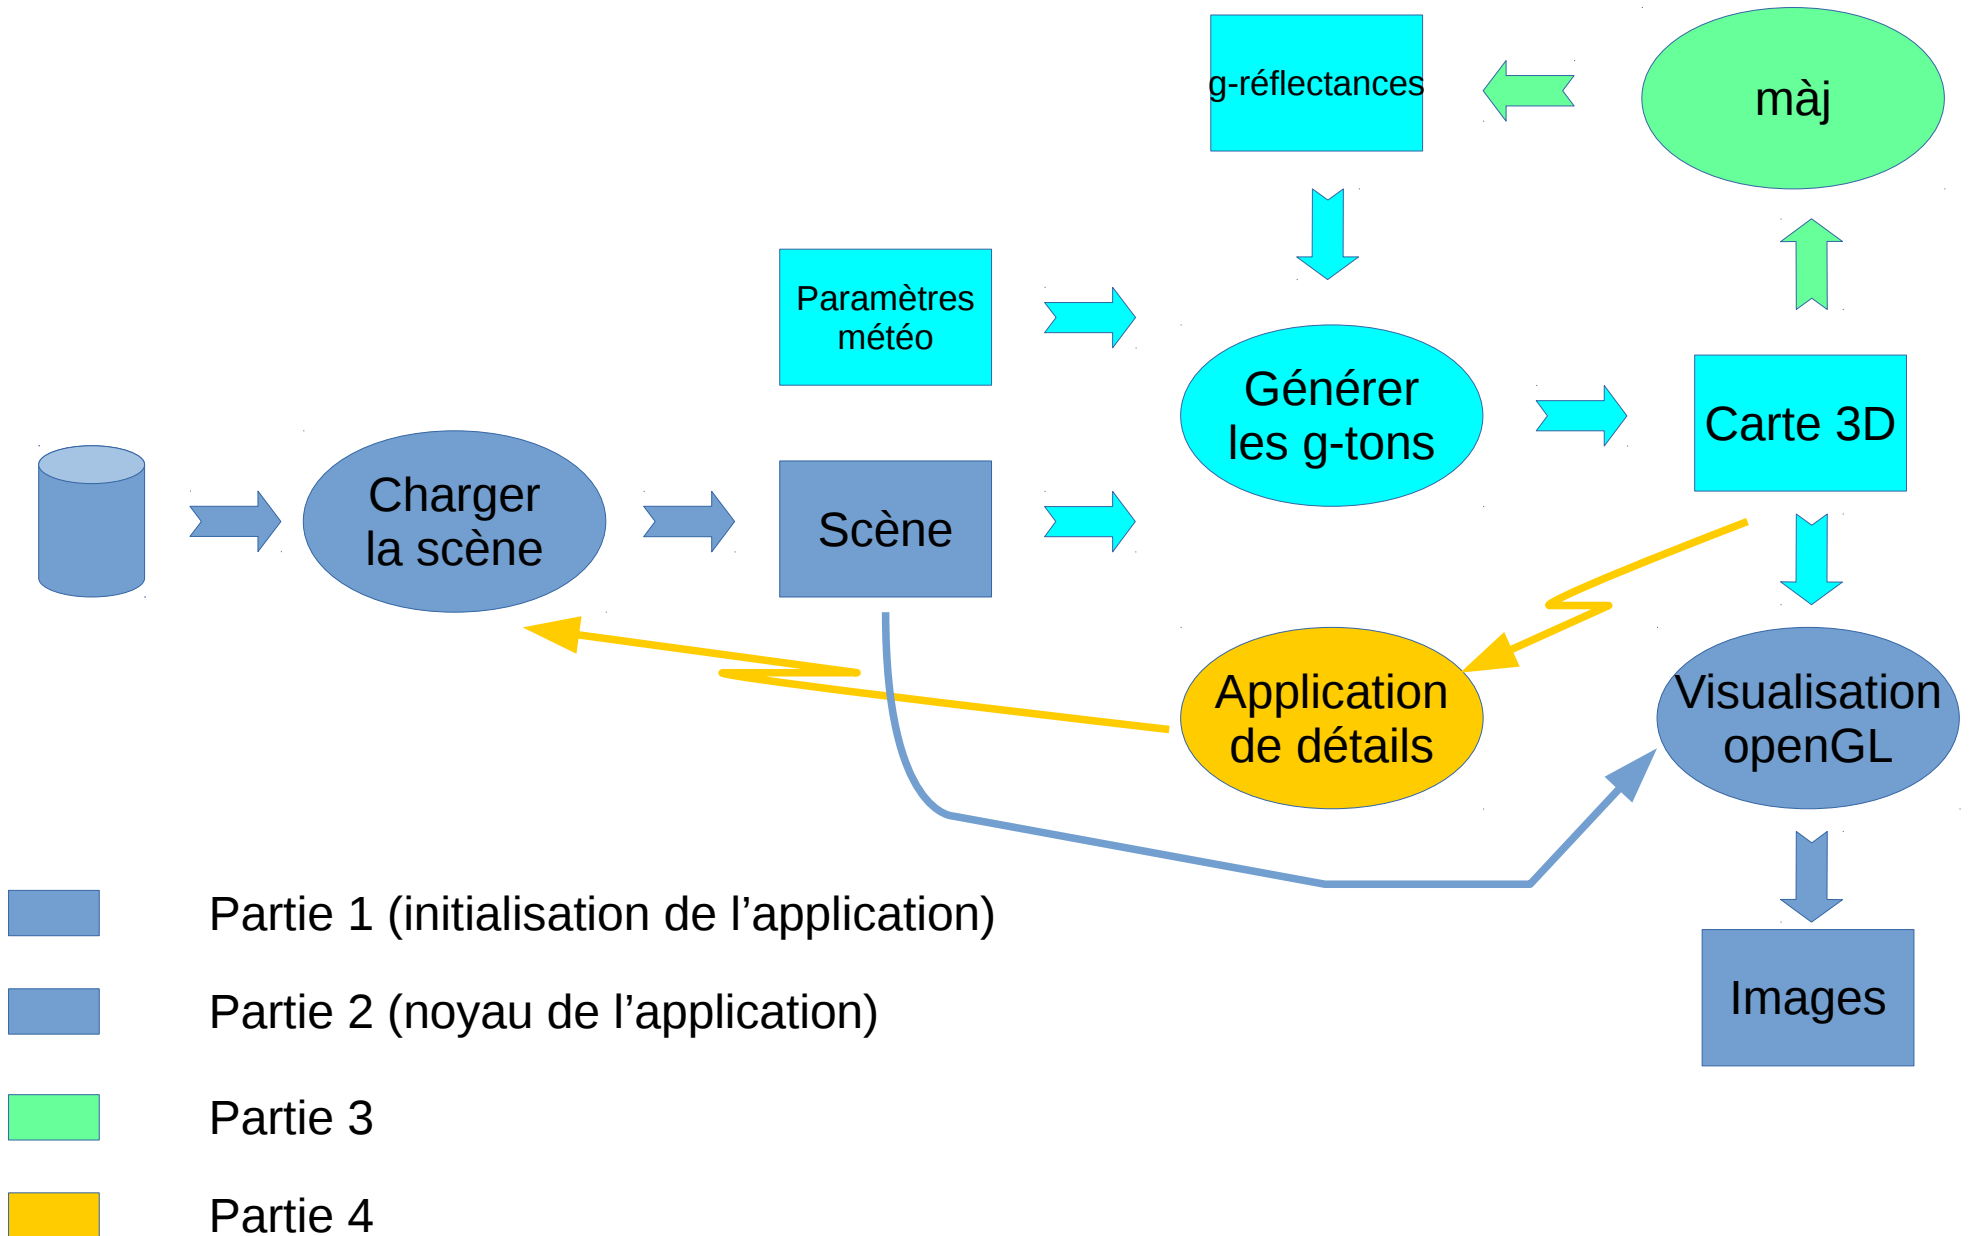 g-réflectances
màj
Paramètres
météo
Générer
les g-tons
Carte 3D
Charger
la scène
Scène
Application
de détails
Visualisation
openGL
Images
Partie 1 (initialisation de l’application)
Partie 2 (noyau de l’application)
Partie 3
Partie 4